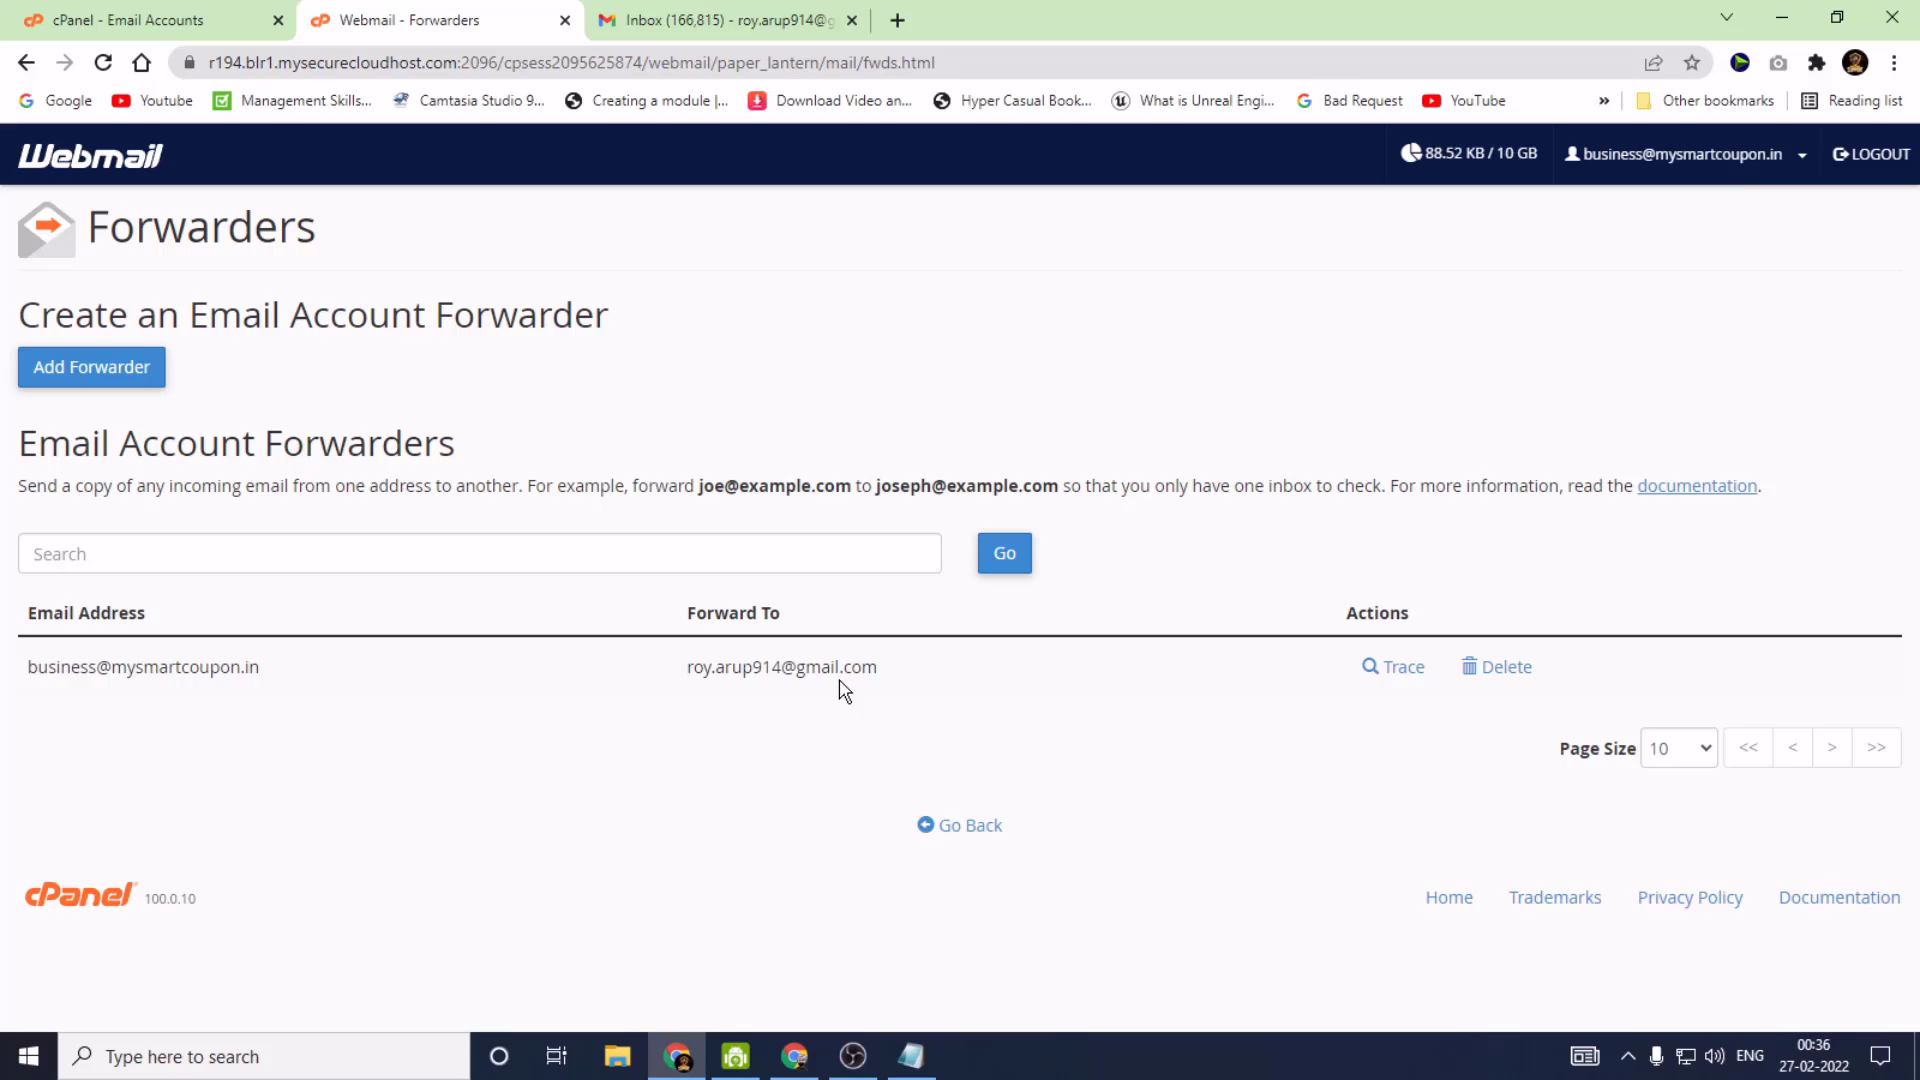 cPanel - Email Accounts
Webmail - Forwarders
Inbox (166,815) - roy.arup914@g
r194.blr1.mysecurecloudhost.com:2096/cpsess2095625874/webmail/paper_lantern/mail/fwds.html
Google
Youtube
Management Skills...
Camtasia Studio 9...
Creating a module |...
Download Video an...
Hyper Casual Book...
What is Unreal Engi...
Bad Request
YouTube
»
Other bookmarks
Reading list
Webmail
88.52 KB / 10 GB
business@mysmartcoupon.in
LOGOUT
Forwarders
Create an Email Account Forwarder
Add Forwarder
Email Account Forwarders
Send a copy of any incoming email from one address to another. For example, forward joe@example.com to joseph@example.com so that you only have one inbox to check. For more information, read the documentation.
Search
Go
Email Address
Forward To
Actions
business@mysmartcoupon.in
roy.arup914@gmail.com
Trace
Delete
Page Size
10
<<
<
>
>>
Go Back
cPanel 100.0.10
Home
Trademarks
Privacy Policy
Documentation
Type here to search
ENG
00:36
27-02-2022